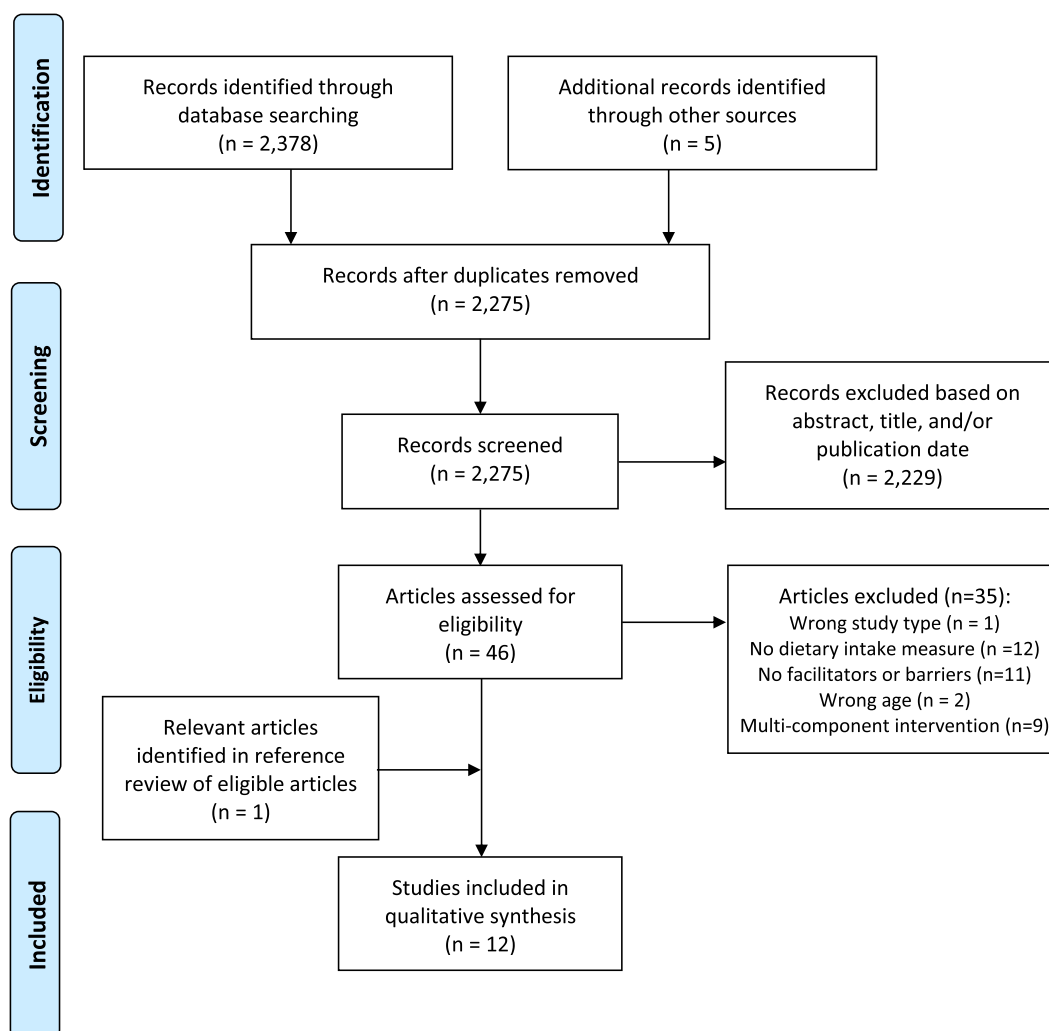 Identification
Records identified through
database searching
(n = 2,378)
Additional records identified
through other sources
(n = 5)
Records after duplicates removed
(n = 2,275)
Screening
Records screened
(n = 2,275)
Records excluded based on
abstract, title, and/or
publication date
(n = 2,229)
Eligibility
Articles assessed for
eligibility
(n = 46)
Articles excluded (n=35):
Wrong study type (n = 1)
No dietary intake measure (n =12)
No facilitators or barriers (n=11)
Wrong age (n = 2)
Multi-component intervention (n=9)
Relevant articles
identified in reference
review of eligible articles
(n = 1)
Included
Studies included in
qualitative synthesis
(n = 12)